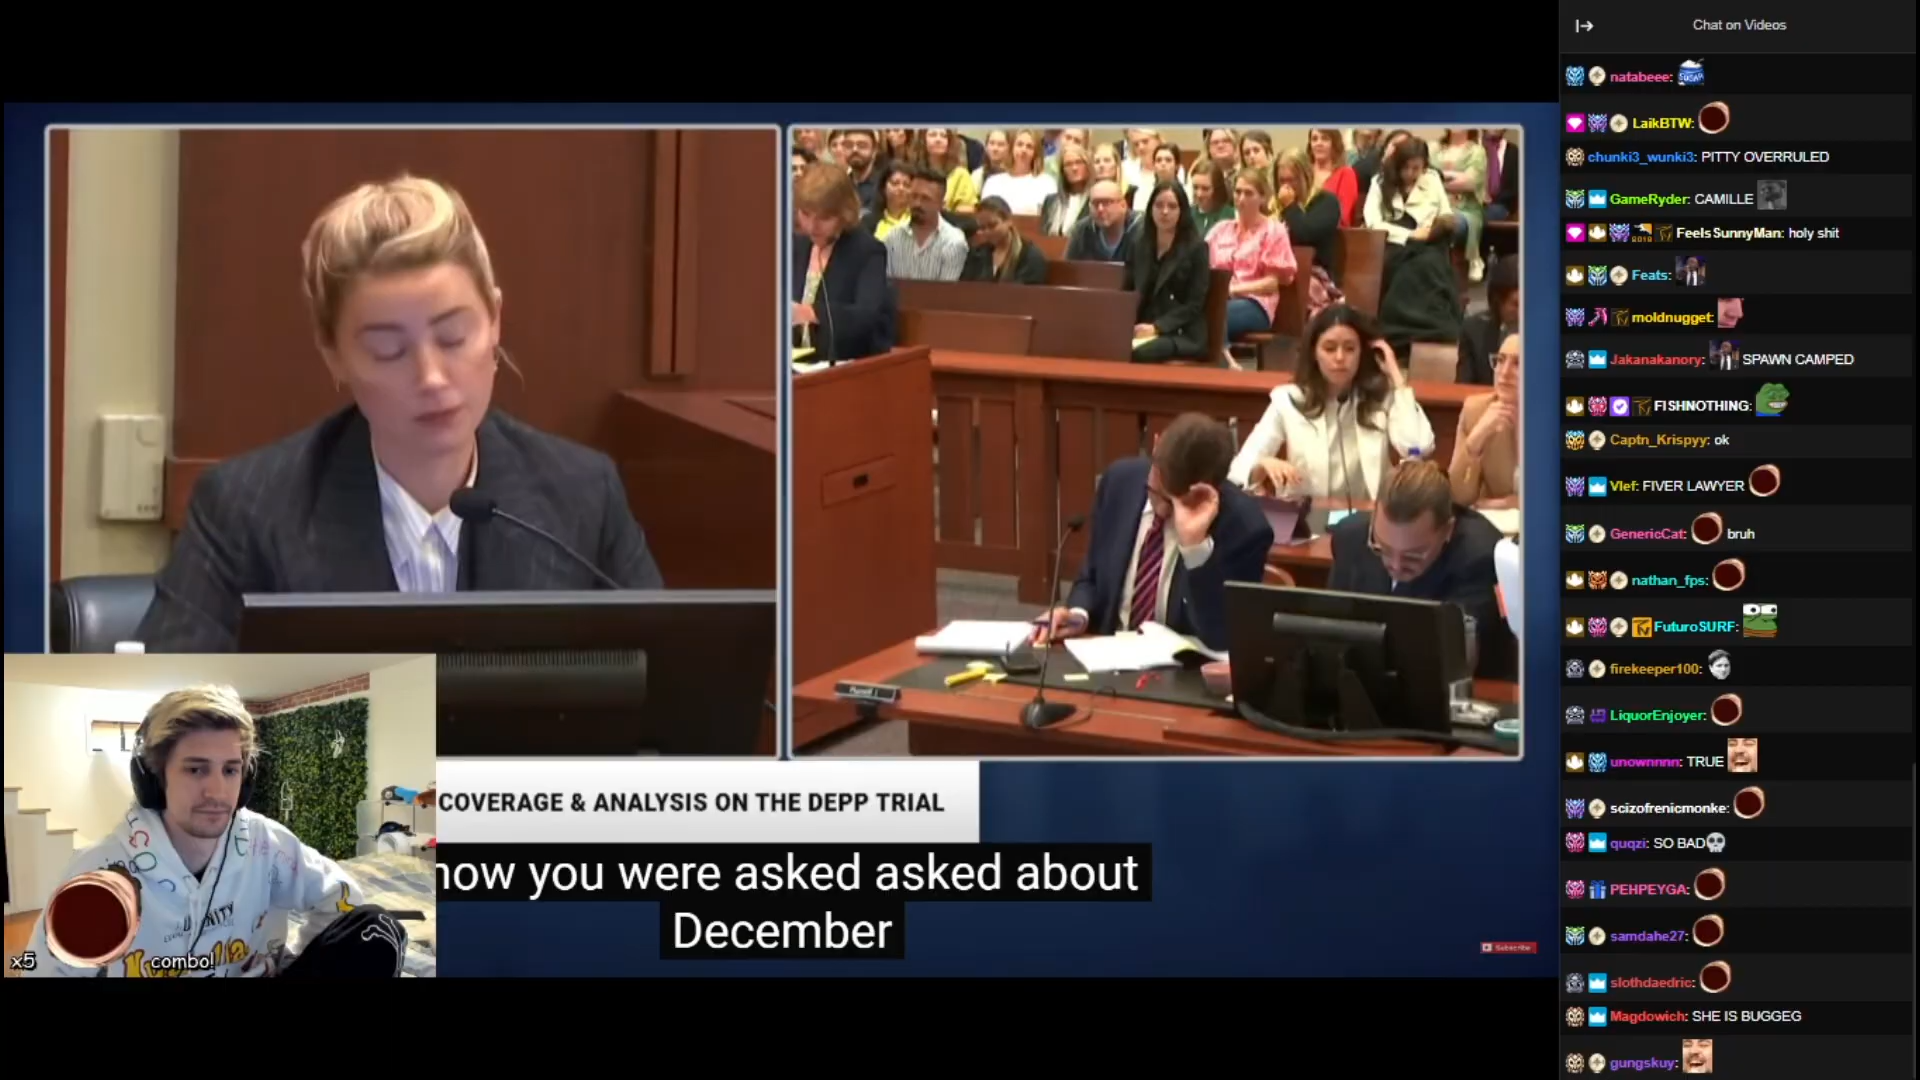 Chat on Videos
natabeee:
LaikBTW:
chunki3_wunki3: PITTY OVERRULED
GameRyder: CAMILLE
FeelsSunnyMan: holy shit
Feats:
moldnugget:
Jakanakanory: SPAWN CAMPED
FISHNOTHING:
Captn_Krispyy: ok
Vlef: FIVER LAWYER
GenericCat: bruh
nathan_fps:
FuturoSURF:
firekeeper100:
LiquorEnjoyer:
unownnnn: TRUE
scizofrenicmonke:
quqzi: SO BAD
PEHPEYGA:
samdahe27:
slothdaedric:
Magdowich: SHE IS BUGGEG
gungskuy:
COVERAGE & ANALYSIS ON THE DEPP TRIAL
now you were asked asked about
December
Subscribe
x5 combo!